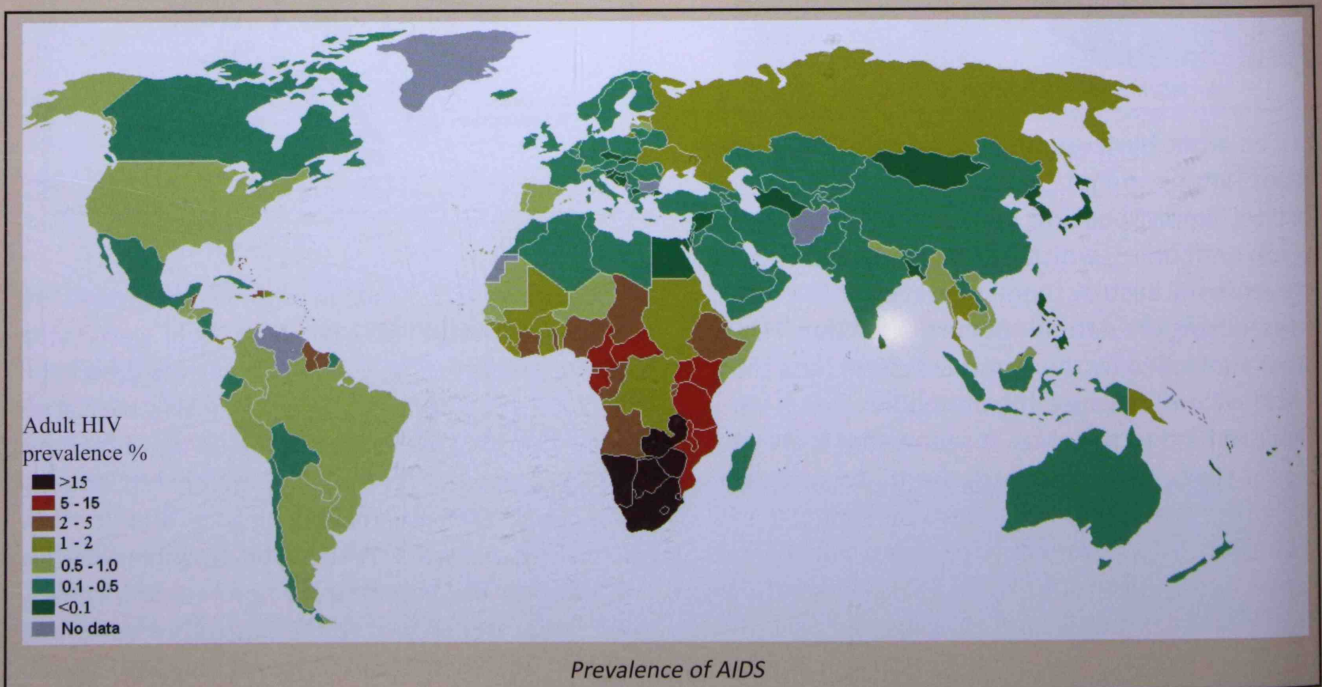 Adult HIV
prevalence %
>15
5 - 15
2 - 5
1 - 2
0.5 - 1.0
0.1 - 0.5
<0.1
No data
Prevalence of AIDS